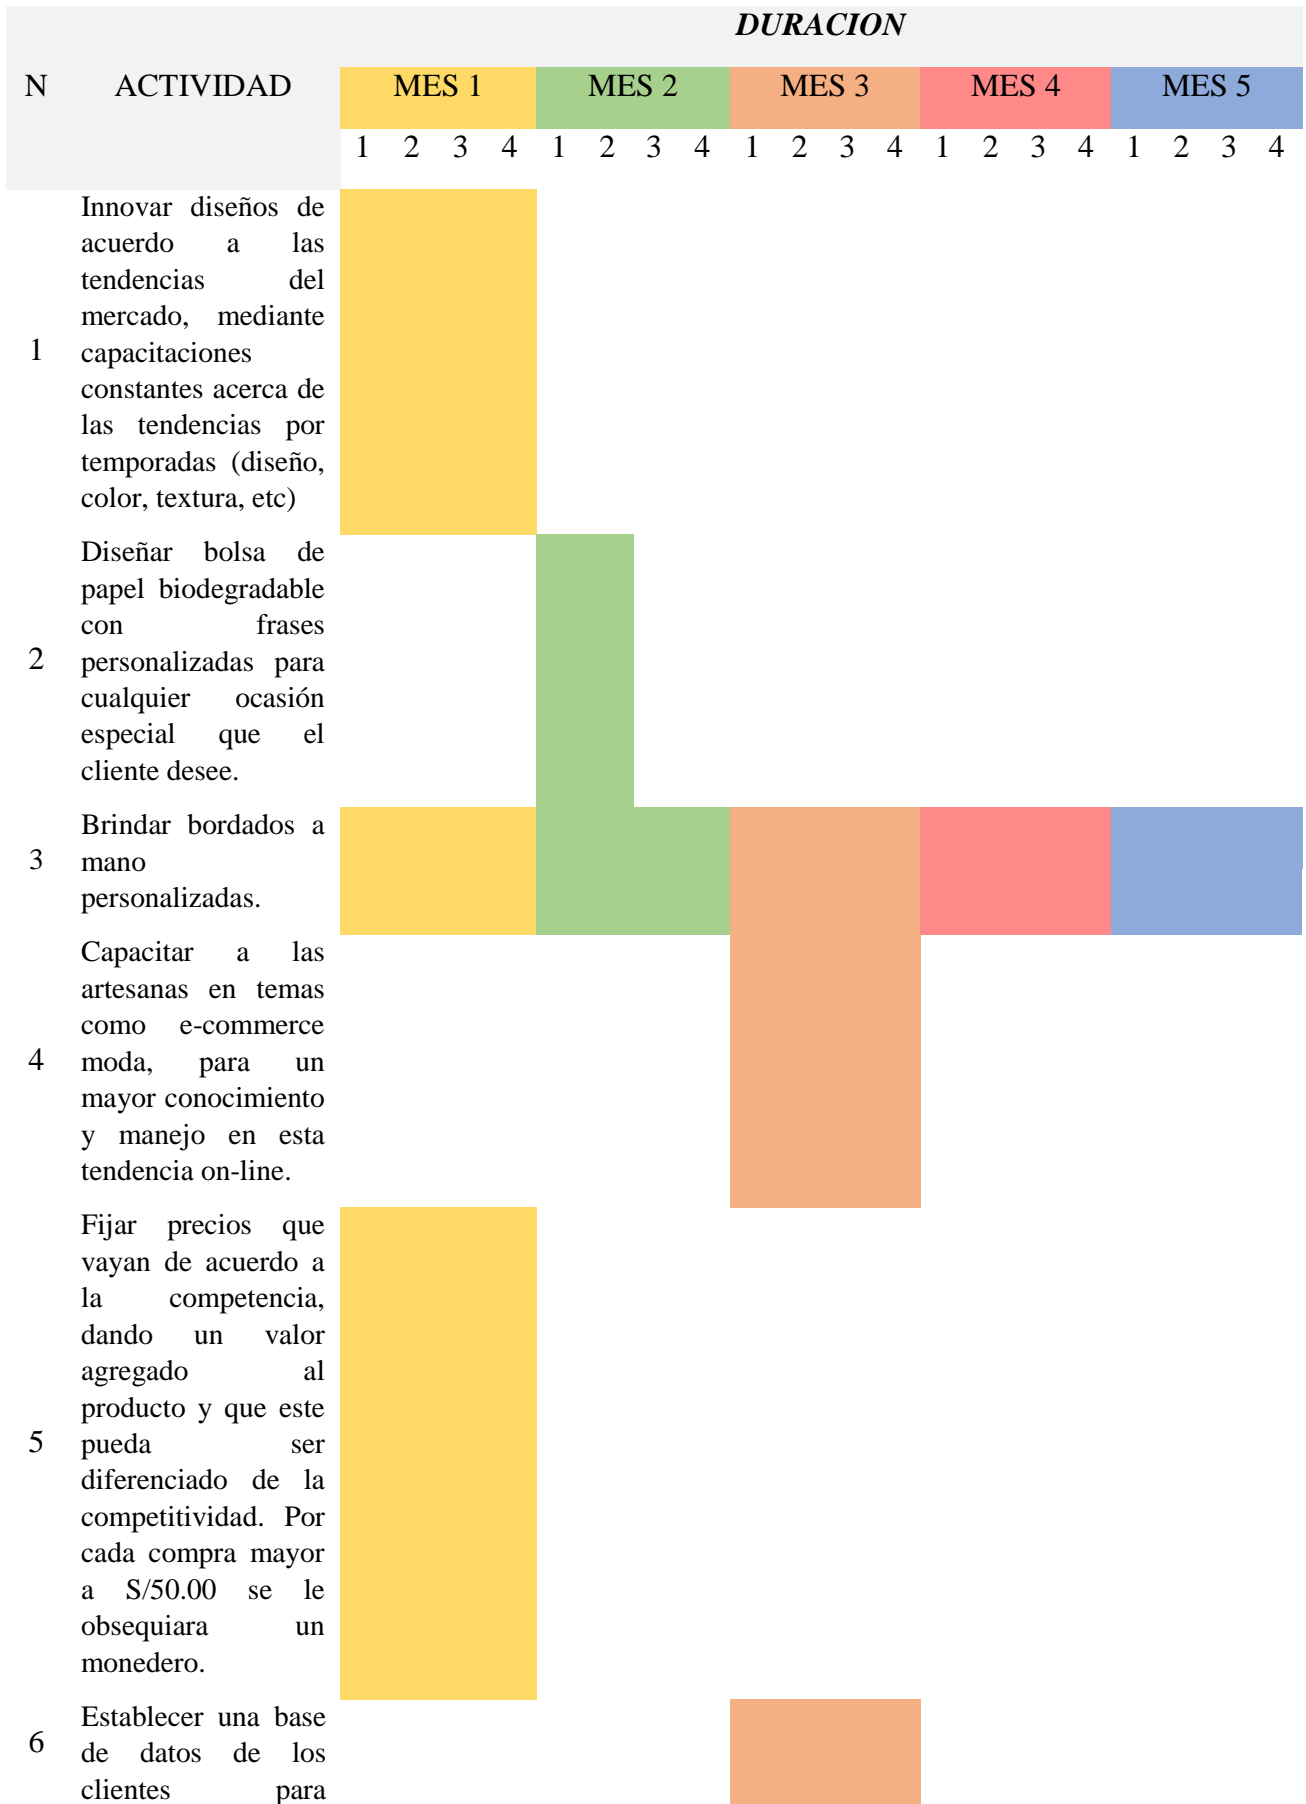 DURACION
N ACTIVIDAD MES 1 MES 2 MES 3 MES 4 MES 5
1 2 3 4 1 2 3 4 1 2 3 4 1 2 3 4 1 2 3 4
Innovar diseños de
acuerdo a las
tendencias del
mercado, mediante
1 capacitaciones
constantes acerca de
las tendencias por
temporadas (diseño,
color, textura, etc)
Diseñar bolsa de
papel biodegradable
con frases
2 personalizadas para
cualquier ocasión
especial que el
cliente desee.
Brindar bordados a
3 mano
personalizadas.
Capacitar a las
artesanas en temas
como e-commerce
4 moda, para un
mayor conocimiento
y manejo en esta
tendencia on-line.
Fijar precios que
vayan de acuerdo a
la competencia,
dando un valor
agregado al
producto y que este
5 pueda ser
diferenciado de la
competitividad. Por
cada compra mayor
a S/50.00 se le
obsequiara un
monedero.
Establecer una base
6 de datos de los
clientes para